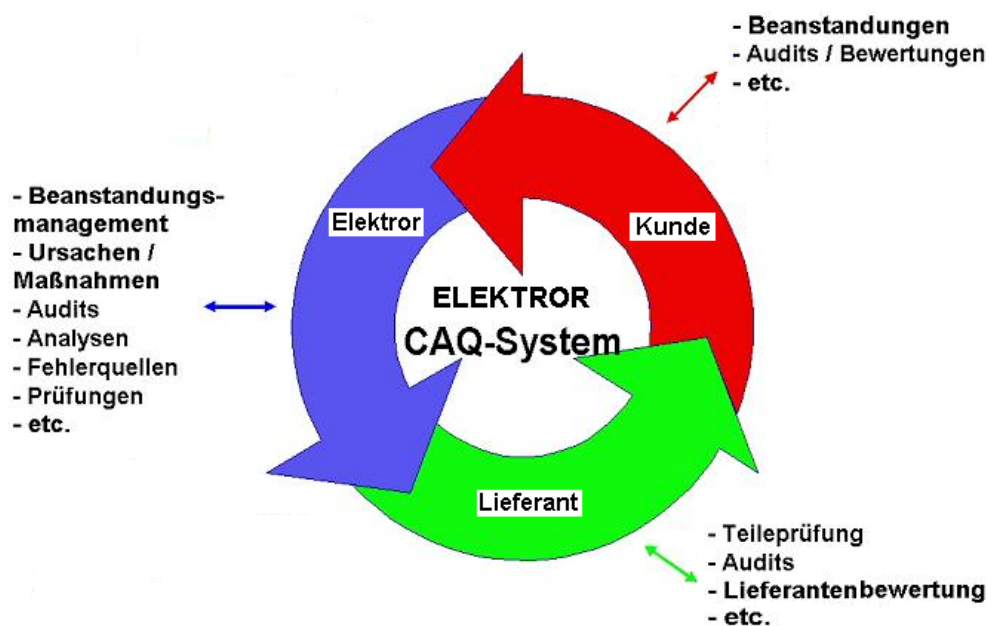 - Beanstandungen
- Audits / Bewertungen
- etc.
- Beanstandungs-
management
- Ursachen /
Maßnahmen
- Audits
- Analysen
- Fehlerquellen
- Prüfungen
- etc.
Elektror
Kunde
ELEKTROR
CAQ-System
Lieferant
- Teileprüfung
- Audits
- Lieferantenbewertung
- etc.